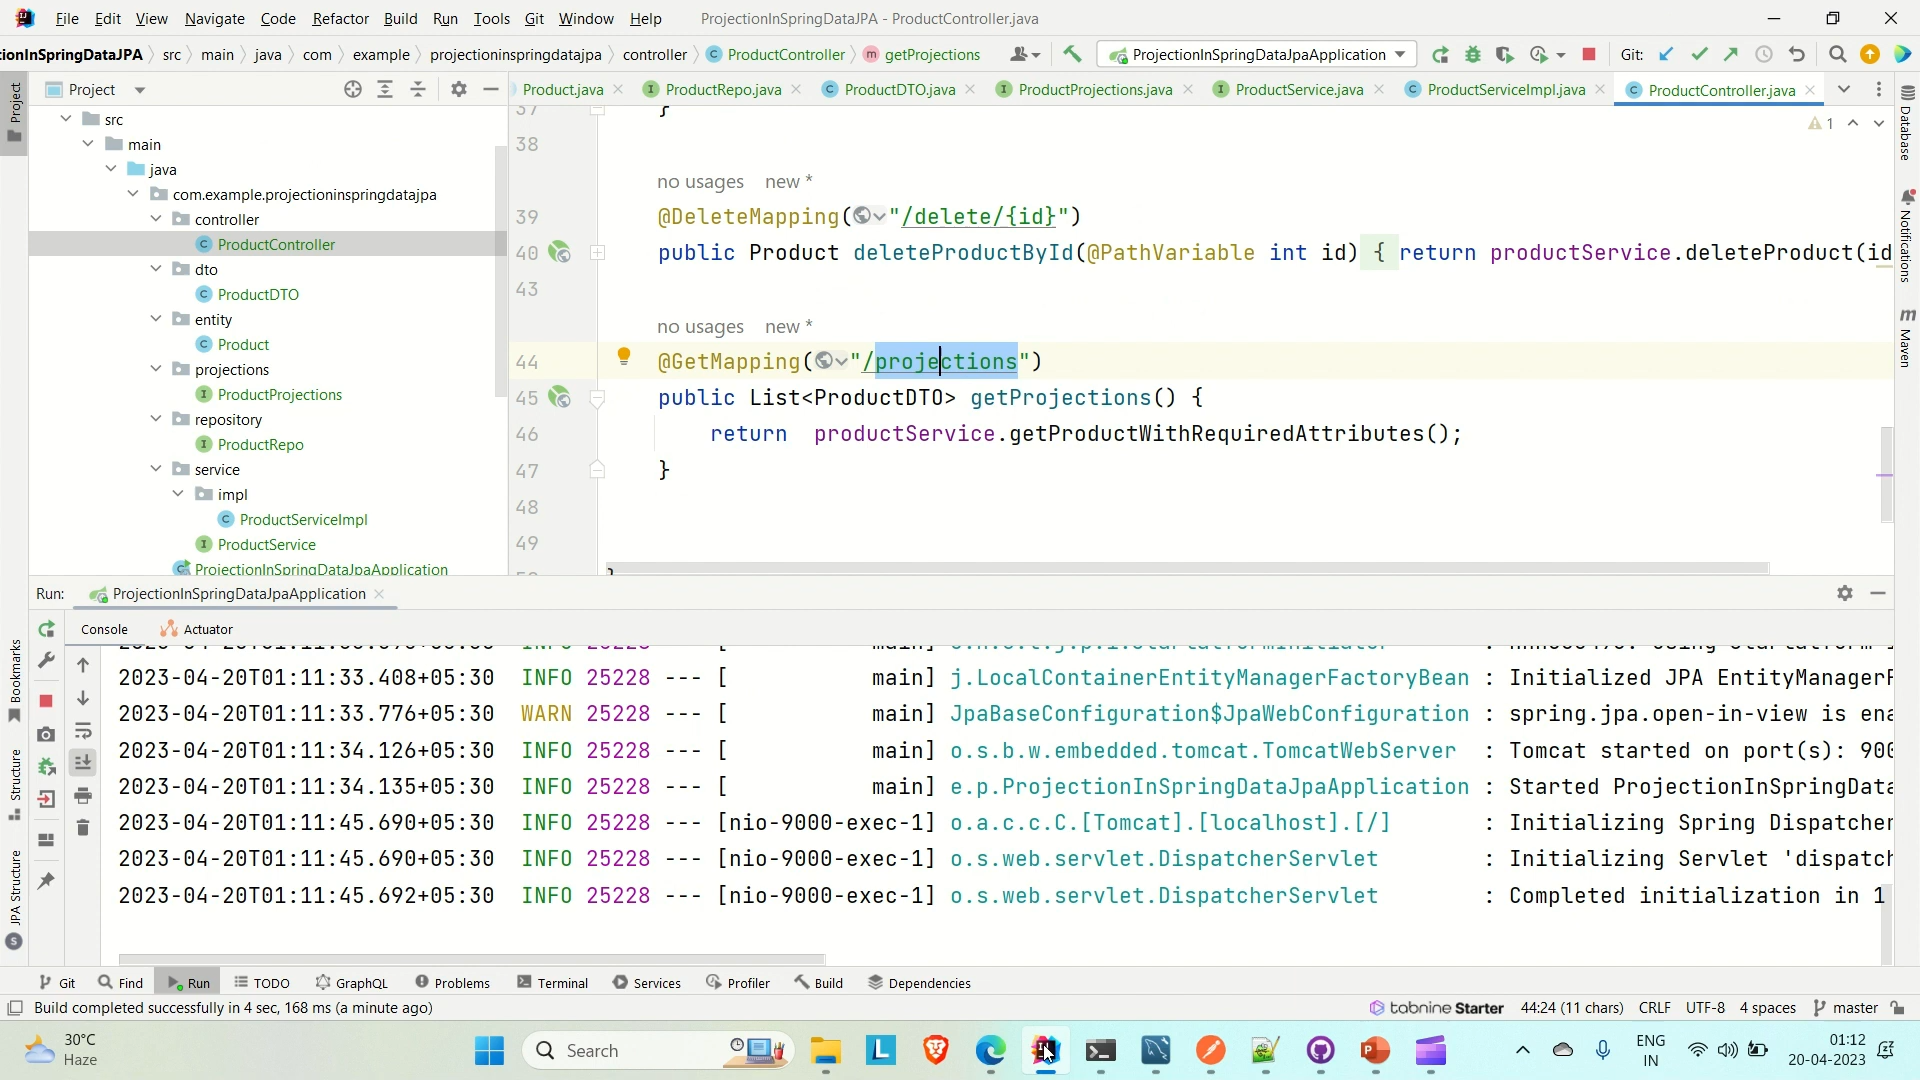 File Edit View Navigate Code Refactor Build Run Tools Git Window Help ProjectionInSpringDataJPA - ProductController.java
tionInSpringDataJPA src main java com example projectioninspringdatajpa controller ProductController getProjections ProjectionInSpringDataJpaApplication Git:
Project
Product.java ProductRepo.java ProductDTO.java ProductProjections.java ProductService.java ProductServiceImpl.java ProductController.java
Project
Database
Notifications
Maven
Bookmarks
Structure
JPA Structure
src
main
java
com.example.projectioninspringdatajpa
controller
ProductController
dto
ProductDTO
entity
Product
projections
ProductProjections
repository
ProductRepo
service
impl
ProductServiceImpl
ProductService
ProjectionInSpringDataJpaApplication
1
37 }
38
no usages new *
39 @DeleteMapping("/delete/{id}")
40 public Product deleteProductById(@PathVariable int id) { return productService.deleteProduct(id
43
no usages new *
44 @GetMapping("/projections")
45 public List<ProductDTO> getProjections() {
46 return productService.getProductWithRequiredAttributes();
47 }
48
49
Run: ProjectionInSpringDataJpaApplication
Console Actuator
2023-04-20T01:11:33.408+05:30 INFO 25228 --- [ main] j.LocalContainerEntityManagerFactoryBean : Initialized JPA EntityManagerF
2023-04-20T01:11:33.776+05:30 WARN 25228 --- [ main] JpaBaseConfiguration$JpaWebConfiguration : spring.jpa.open-in-view is ena
2023-04-20T01:11:34.126+05:30 INFO 25228 --- [ main] o.s.b.w.embedded.tomcat.TomcatWebServer : Tomcat started on port(s): 900
2023-04-20T01:11:34.135+05:30 INFO 25228 --- [ main] e.p.ProjectionInSpringDataJpaApplication : Started ProjectionInSpringData
2023-04-20T01:11:45.690+05:30 INFO 25228 --- [nio-9000-exec-1] o.a.c.c.C.[Tomcat].[localhost].[/] : Initializing Spring Dispatcher
2023-04-20T01:11:45.690+05:30 INFO 25228 --- [nio-9000-exec-1] o.s.web.servlet.DispatcherServlet : Initializing Servlet 'dispatch
2023-04-20T01:11:45.692+05:30 INFO 25228 --- [nio-9000-exec-1] o.s.web.servlet.DispatcherServlet : Completed initialization in 1
Git Find Run TODO GraphQL Problems Terminal Services Profiler Build Dependencies
Build completed successfully in 4 sec, 168 ms (a minute ago) tabnine Starter 44:24 (11 chars) CRLF UTF-8 4 spaces master
30°C
Haze
Search
ENG
IN
01:12
20-04-2023